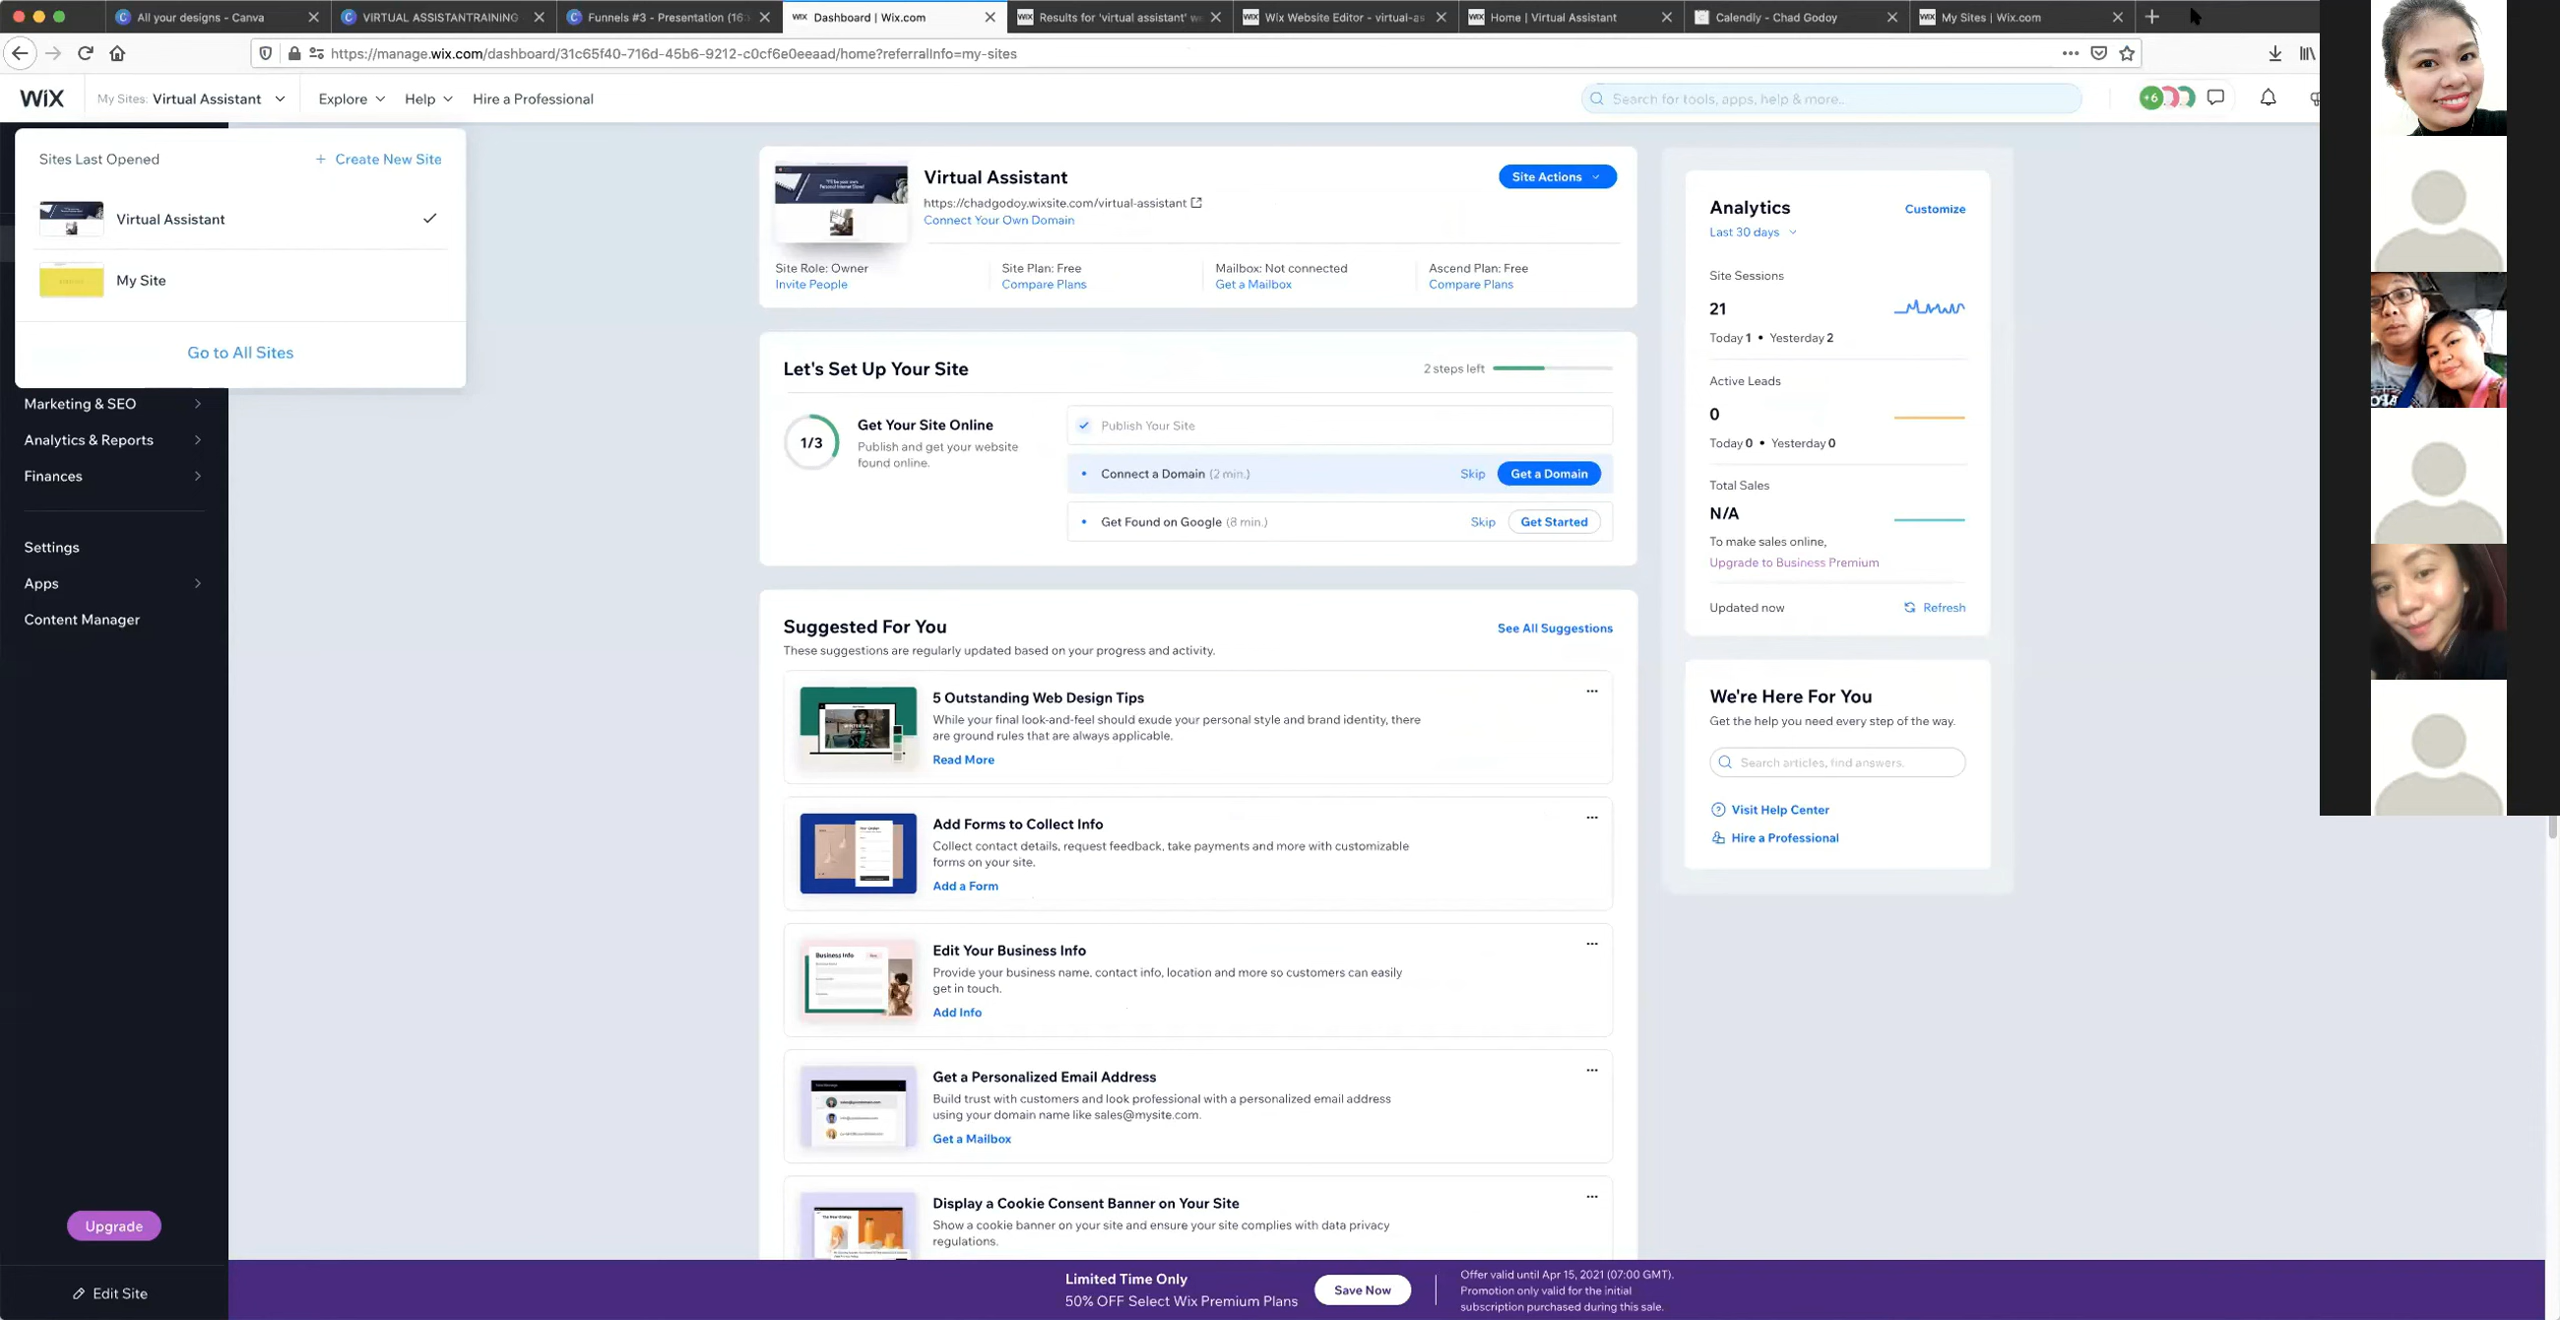 All your designs - Canva
VIRTUAL ASSISTANTRAINING
Funnels #3 - Presentation (16:
Dashboard | Wix.com
Results for 'virtual assistant' w
Wix Website Editor - virtual-as
Home | Virtual Assistant
Calendly - Chad Godoy
My Sites | Wix.com
https://manage.wix.com/dashboard/31c65f40-716d-45b6-9212-c0cf6e0eeaad/home?referralInfo=my-sites
WiX
My Sites: Virtual Assistant
Explore
Help
Hire a Professional
Search for tools, apps, help & more..
+6
Sites Last Opened
+ Create New Site
Virtual Assistant
My Site
Go to All Sites
Marketing & SEO
Analytics & Reports
Finances
Settings
Apps
Content Manager
Upgrade
Edit Site
Virtual Assistant
https://chadgodoy.wixsite.com/virtual-assistant
Connect Your Own Domain
Site Actions
Site Role: Owner
Invite People
Site Plan: Free
Compare Plans
Mailbox: Not connected
Get a Mailbox
Ascend Plan: Free
Compare Plans
Let's Set Up Your Site
2 steps left
1/3
Get Your Site Online
Publish and get your website
found online.
Publish Your Site
Connect a Domain (2 min.)
Skip
Get a Domain
Get Found on Google (8 min.)
Skip
Get Started
Suggested For You
See All Suggestions
These suggestions are regularly updated based on your progress and activity.
5 Outstanding Web Design Tips
While your final look-and-feel should exude your personal style and brand identity, there
are ground rules that are always applicable.
Read More
Add Forms to Collect Info
Collect contact details, request feedback, take payments and more with customizable
forms on your site.
Add a Form
Business Info
Edit Your Business Info
Provide your business name, contact info, location and more so customers can easily
get in touch.
Add Info
Get a Personalized Email Address
Build trust with customers and look professional with a personalized email address
using your domain name like sales@mysite.com.
Get a Mailbox
Display a Cookie Consent Banner on Your Site
Show a cookie banner on your site and ensure your site complies with data privacy
regulations.
Analytics
Customize
Last 30 days
Site Sessions
21
Today 1 • Yesterday 2
Active Leads
0
Today 0 • Yesterday 0
Total Sales
N/A
To make sales online,
Upgrade to Business Premium
Updated now
Refresh
We're Here For You
Get the help you need every step of the way.
Search articles, find answers.
Visit Help Center
Hire a Professional
Limited Time Only
50% OFF Select Wix Premium Plans
Save Now
Offer valid until Apr 15, 2021 (07:00 GMT).
Promotion only valid for the initial
subscription purchased during this sale.